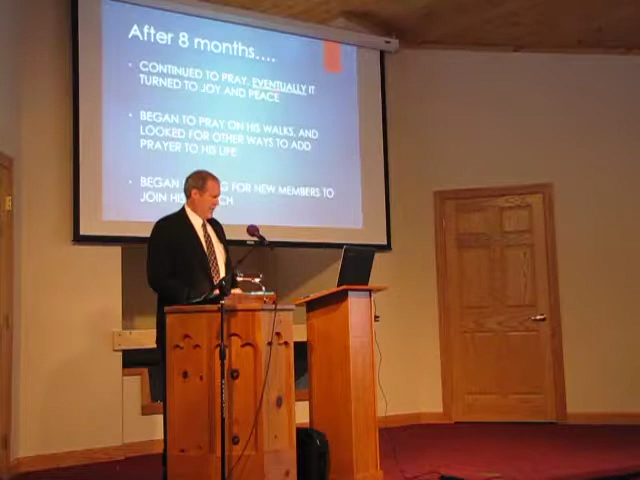 After 8 months....
• CONTINUED TO PRAY, EVENTUALLY IT
TURNED TO JOY AND PEACE
• BEGAN TO PRAY ON HIS WALKS, AND
LOOKED FOR OTHER WAYS TO ADD
PRAYER TO HIS LIFE
• BEGAN FOR NEW MEMBERS TO
JOIN